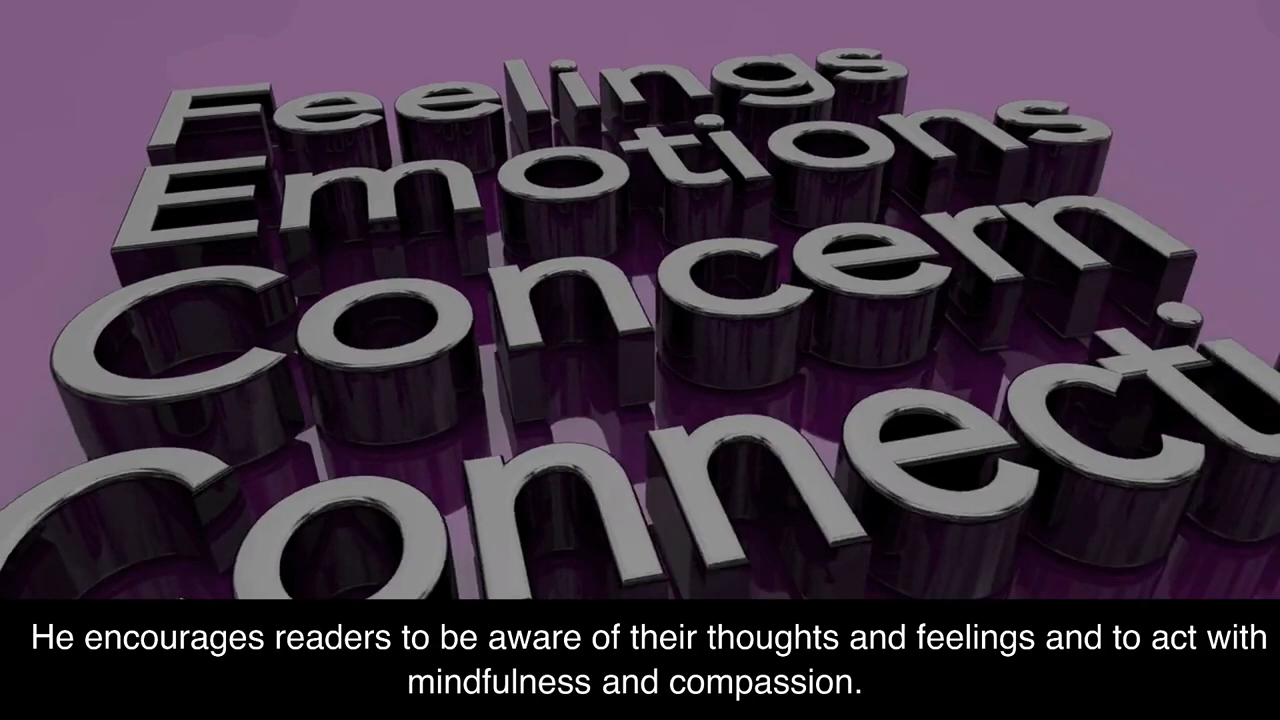 Feelings
Emotions
Concern
Connecti
He encourages readers to be aware of their thoughts and feelings and to act with
mindfulness and compassion.